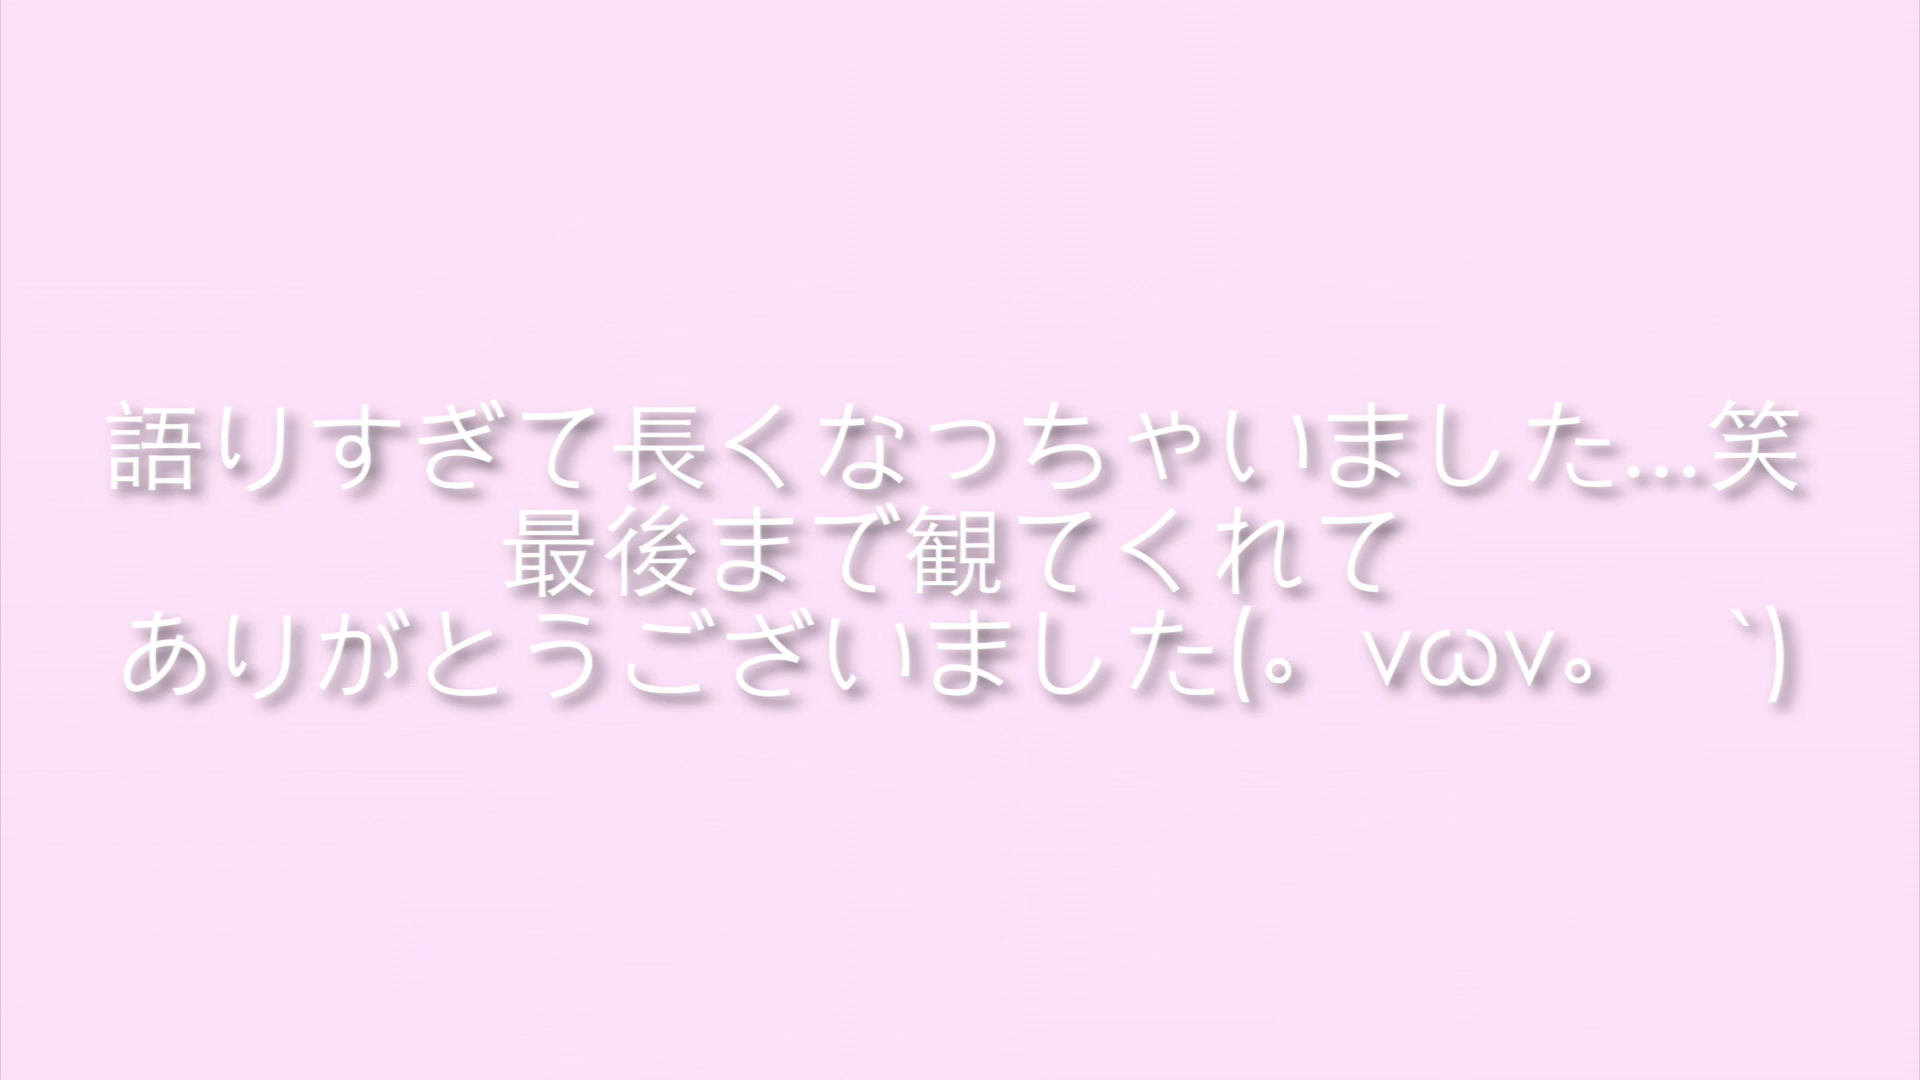 語りすぎて長くなっちゃいました...笑
最後まで観てくれて
ありがとうございました(。vωv。 `)